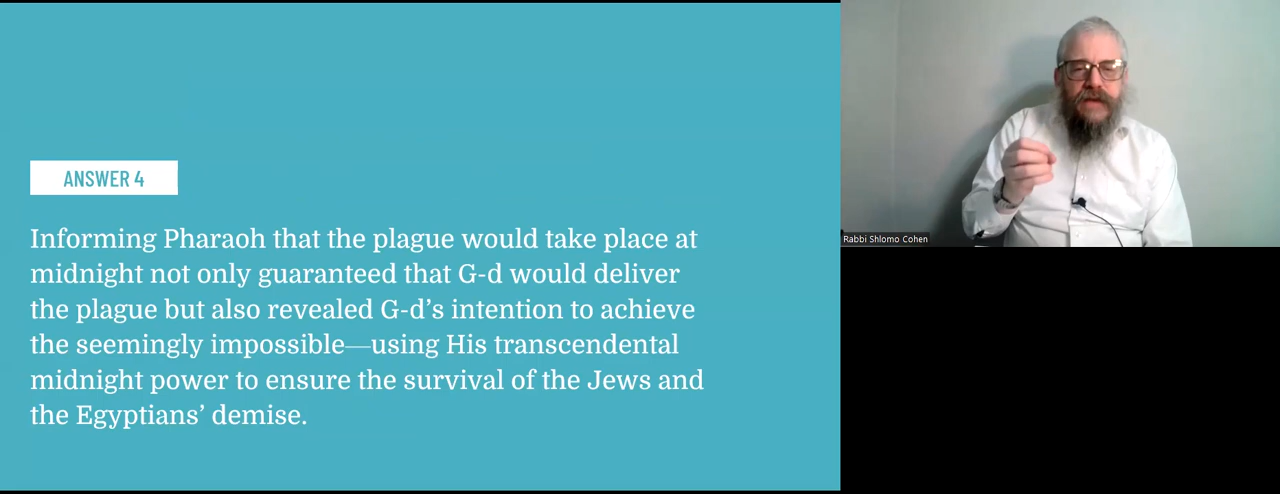 ANSWER 4
Informing Pharaoh that the plague would take place at
midnight not only guaranteed that G-d would deliver
the plague but also revealed G-d’s intention to achieve
the seemingly impossible—using His transcendental
midnight power to ensure the survival of the Jews and
the Egyptians’ demise.
Rabbi Shlomo Cohen